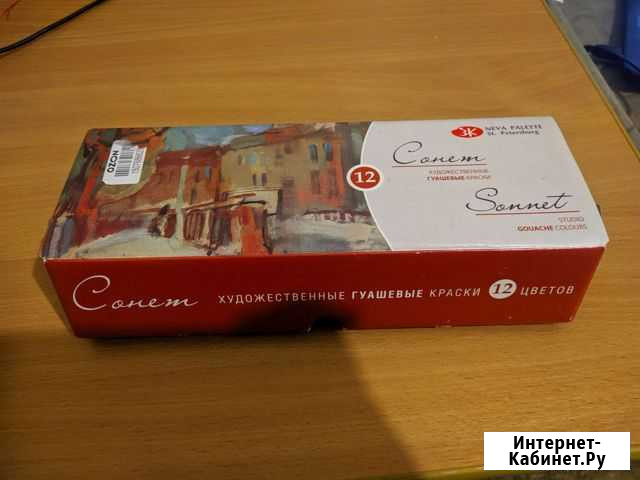 OZON
ЗК
NEVA PALETTE
St. Petersburg
Сонет
ХУДОЖЕСТВЕННЫЕ
ГУАШЕВЫЕ КРАСКИ
12
Sonnet
STUDIO
GOUACHE COLOURS
Сонет ХУДОЖЕСТВЕННЫЕ ГУАШЕВЫЕ КРАСКИ 12 ЦВЕТОВ
Интернет-
Кабинет.Ру